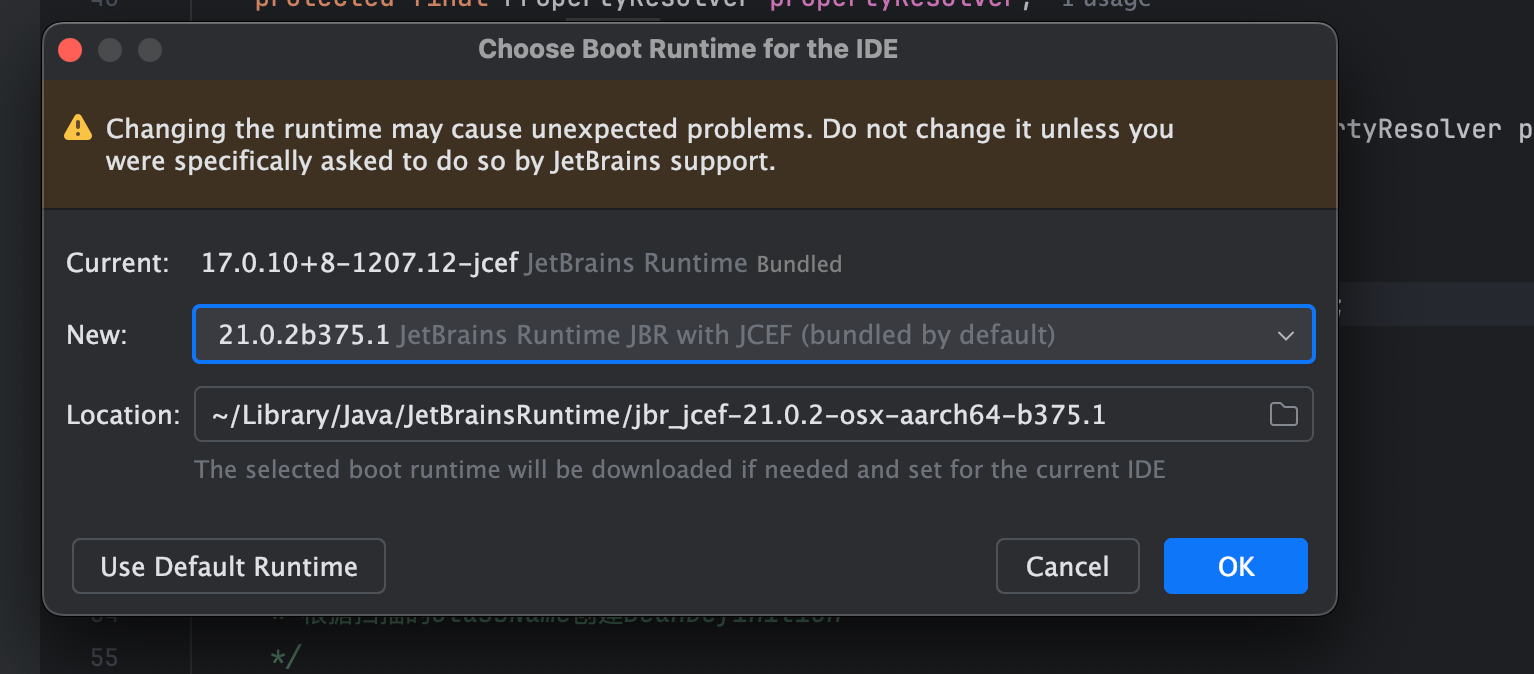 protected final PropertyResolver propertyResolver; 1 usage
Choose Boot Runtime for the IDE
Changing the runtime may cause unexpected problems. Do not change it unless you
were specifically asked to do so by JetBrains support.
rtyResolver p
Current: 17.0.10+8-1207.12-jcef JetBrains Runtime Bundled
;
New: 21.0.2b375.1 JetBrains Runtime JBR with JCEF (bundled by default)
Location: ~/Library/Java/JetBrainsRuntime/jbr_jcef-21.0.2-osx-aarch64-b375.1
The selected boot runtime will be downloaded if needed and set for the current IDE
Use Default Runtime Cancel OK
* 根据扫描的ClassName创建BeanDefinition
55 */